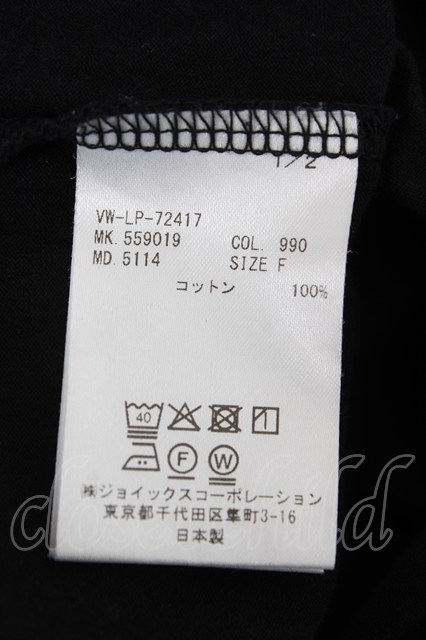 1/2
VW-LP-72417
MK. 559019 COL. 990
MD. 5114 SIZE F
コットン 100%
40
F W
㈱ジョイックスコーポレーション
東京都千代田区隼町3-16
日本製
closet child